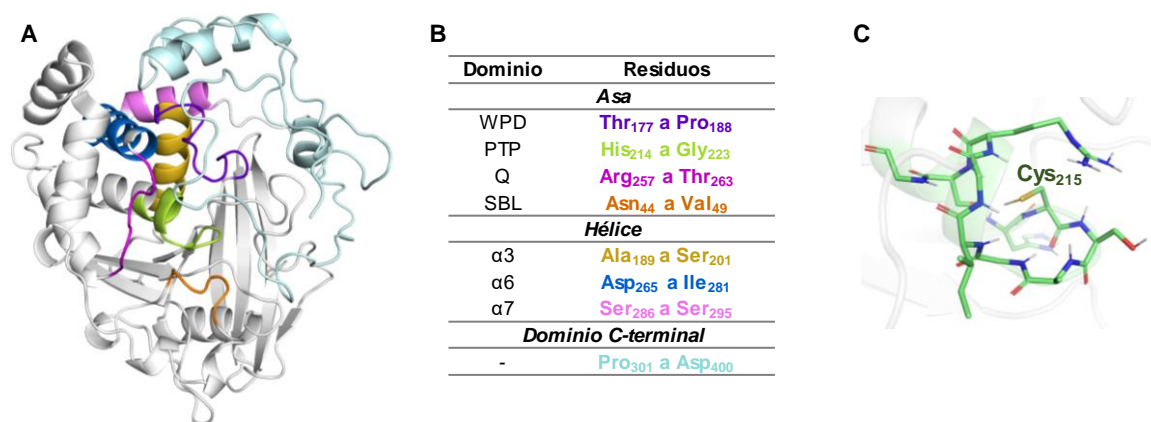 A
B
Dominio Residuos
Asa
WPD Thr177 a Pro188
PTP His214 a Gly223
Q Arg257 a Thr263
SBL Asn44 a Val49
Hélice
α3 Ala189 a Ser201
α6 Asp265 a Ile281
α7 Ser286 a Ser295
Dominio C-terminal
- Pro301 a Asp400
C
Cys215